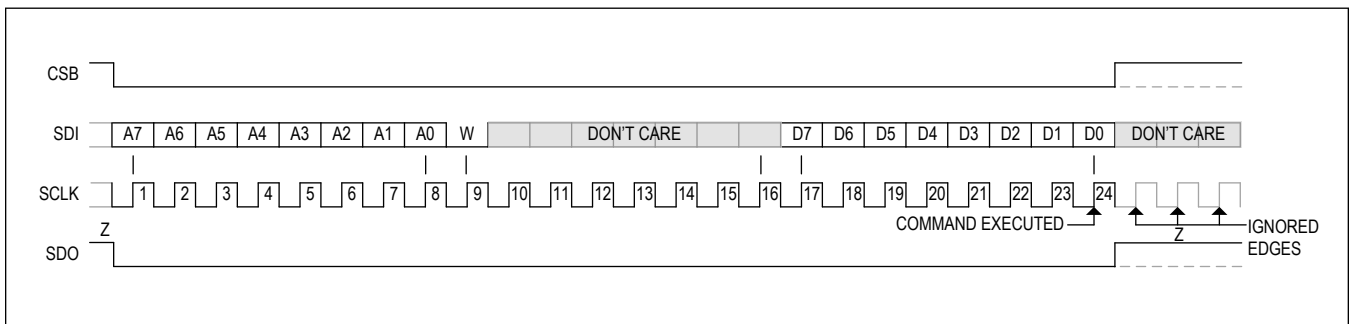 CSB
SDI A7 A6 A5 A4 A3 A2 A1 A0 W DON'T CARE D7 D6 D5 D4 D3 D2 D1 D0 DON'T CARE
SCLK 1 2 3 4 5 6 7 8 9 10 11 12 13 14 15 16 17 18 19 20 21 22 23 24
COMMAND EXECUTED IGNORED
Z Z EDGES
SDO